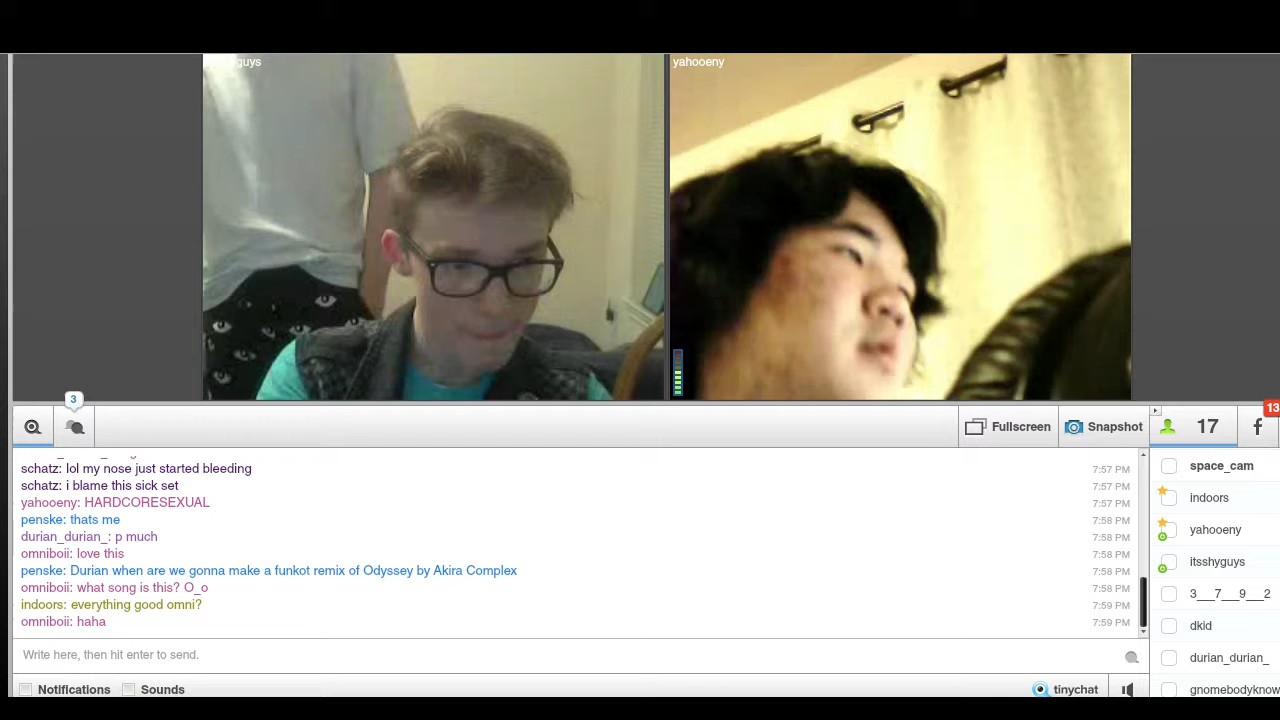 guys
yahooeny
3
Fullscreen
Snapshot
17
13
schatz: lol my nose just started bleeding 7:57 PM
schatz: i blame this sick set 7:57 PM
yahooeny: HARDCORESEXUAL 7:57 PM
penske: thats me 7:58 PM
durian_durian_: p much 7:58 PM
omniboii: love this 7:58 PM
penske: Durian when are we gonna make a funkot remix of Odyssey by Akira Complex 7:58 PM
omniboii: what song is this? O_o 7:58 PM
indoors: everything good omni? 7:59 PM
omniboii: haha 7:59 PM
Write here, then hit enter to send.
Notifications
Sounds
tinychat
space_cam
indoors
yahooeny
itsshyguys
3__7__9__2
dkid
durian_durian_
gnomebodyknow